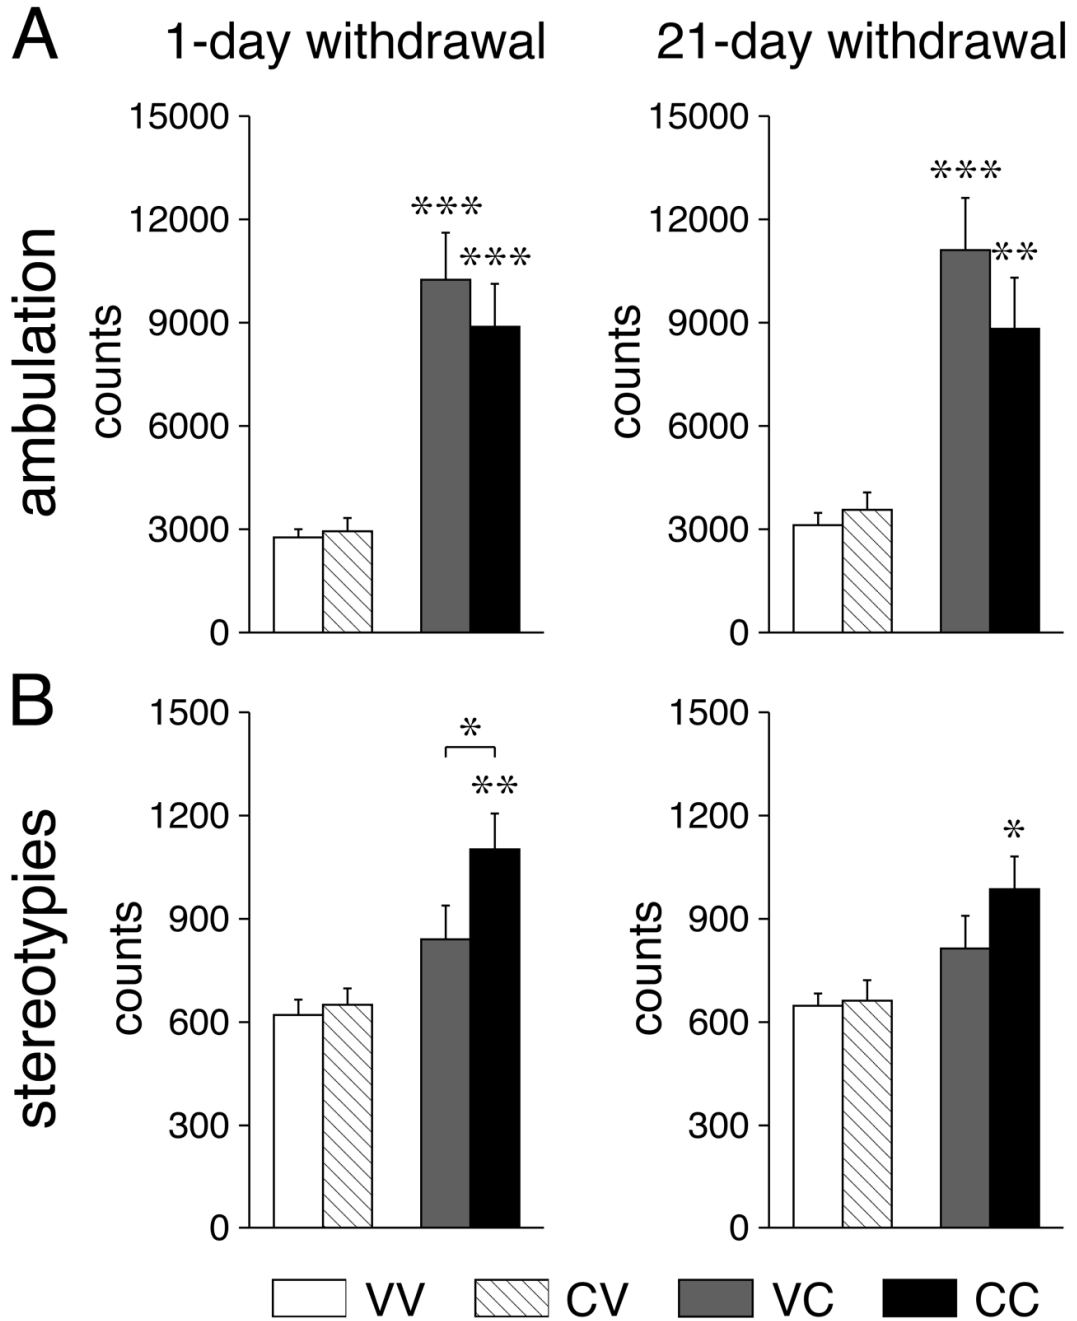 A
1-day withdrawal
21-day withdrawal
ambulation
counts
15000
12000
9000
6000
3000
0
***
***
counts
15000
12000
9000
6000
3000
0
***
**
B
stereotypies
counts
1500
1200
900
600
300
0
*
**
counts
1500
1200
900
600
300
0
*
VV CV VC CC